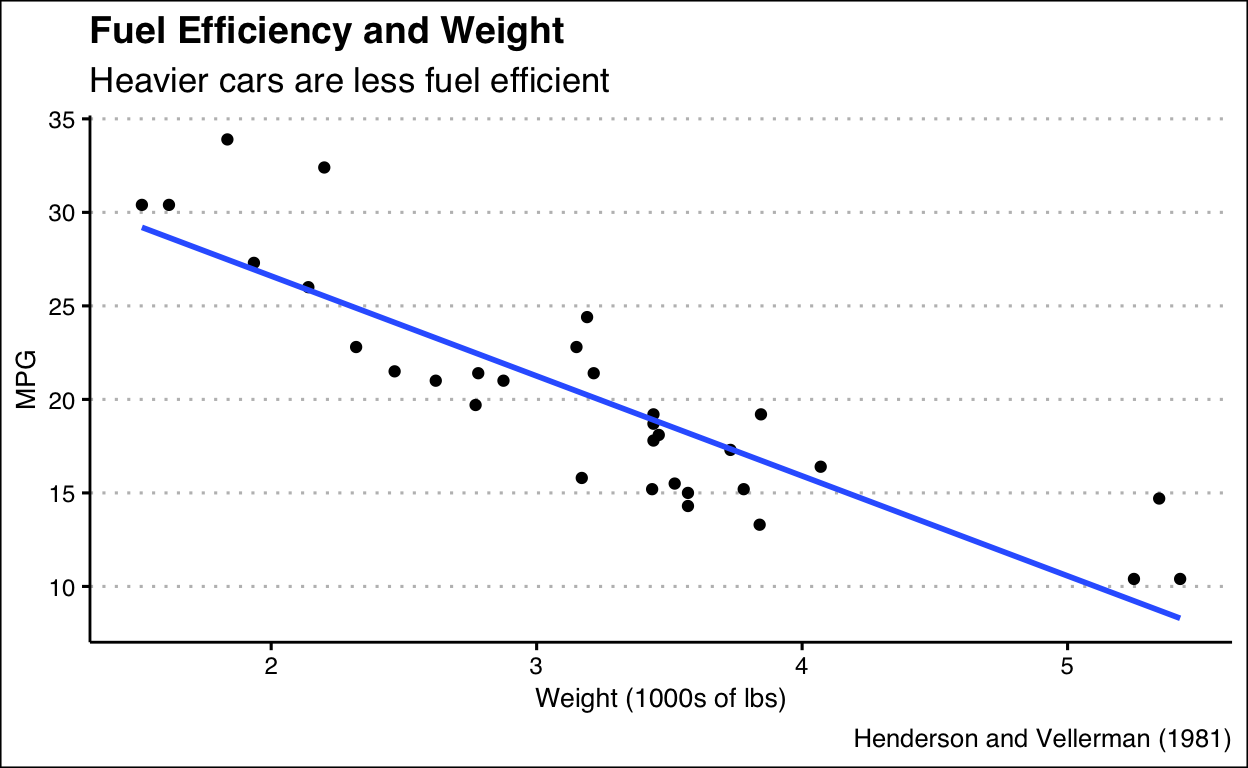 Fuel Efficiency and Weight
Heavier cars are less fuel efficient
35
30
25
20
15
10
MPG
2 3 4 5
Weight (1000s of lbs)
Henderson and Vellerman (1981)